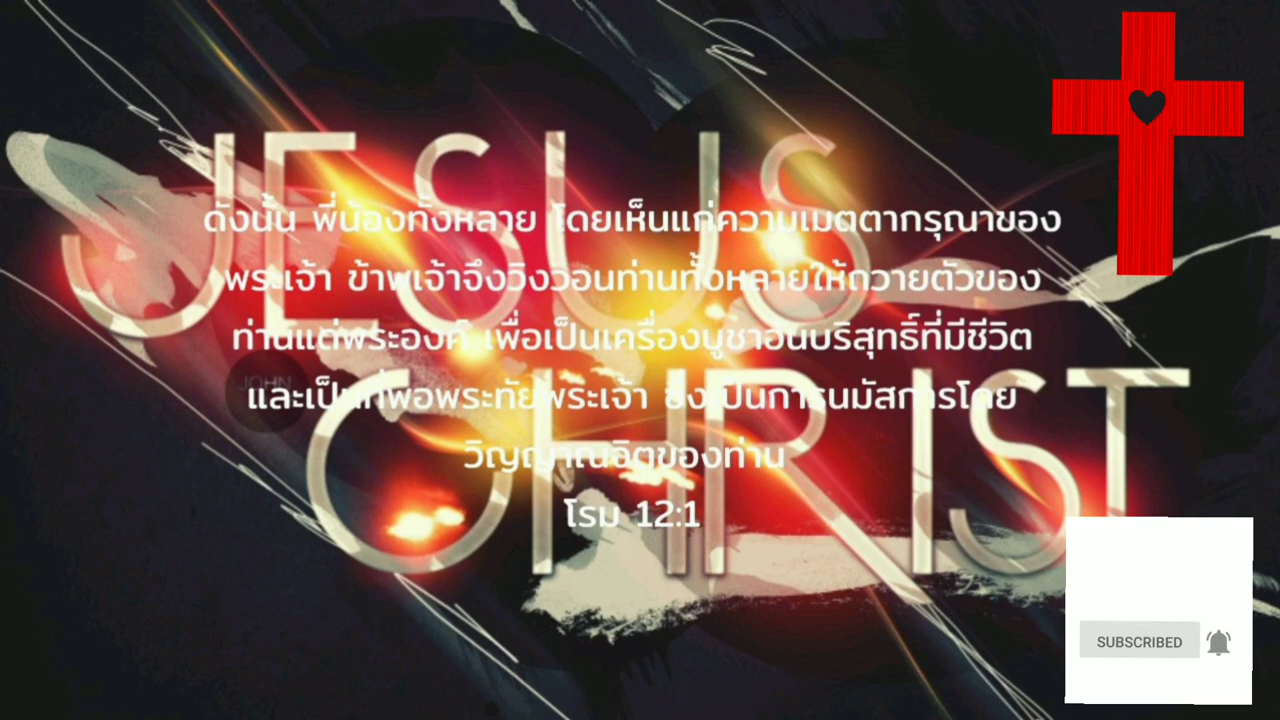 JESUS
CHRIST
ดังนั้น พี่น้องทั้งหลาย โดยเห็นแก่ความเมตตากรุณาของ
พระเจ้า ข้าพเจ้าจึงวิงวอนท่านทั้งหลายให้ถวายตัวของ
ท่านแด่พระองค์ เพื่อเป็นเครื่องบูชาอันบริสุทธิ์ที่มีชีวิต
และเป็นที่พอพระทัยพระเจ้า ซึ่งเป็นการนมัสการโดย
วิญญาณจิตของท่าน
โรม 12:1
JOHN
SUBSCRIBED